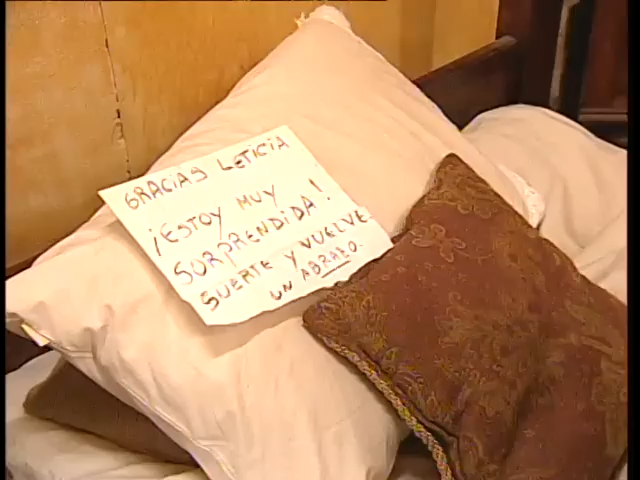 GRACIAS LETICIA
¡ESTOY MUY
SORPRENDIDA!
SUERTE Y VUELVE
UN ABRAZO.